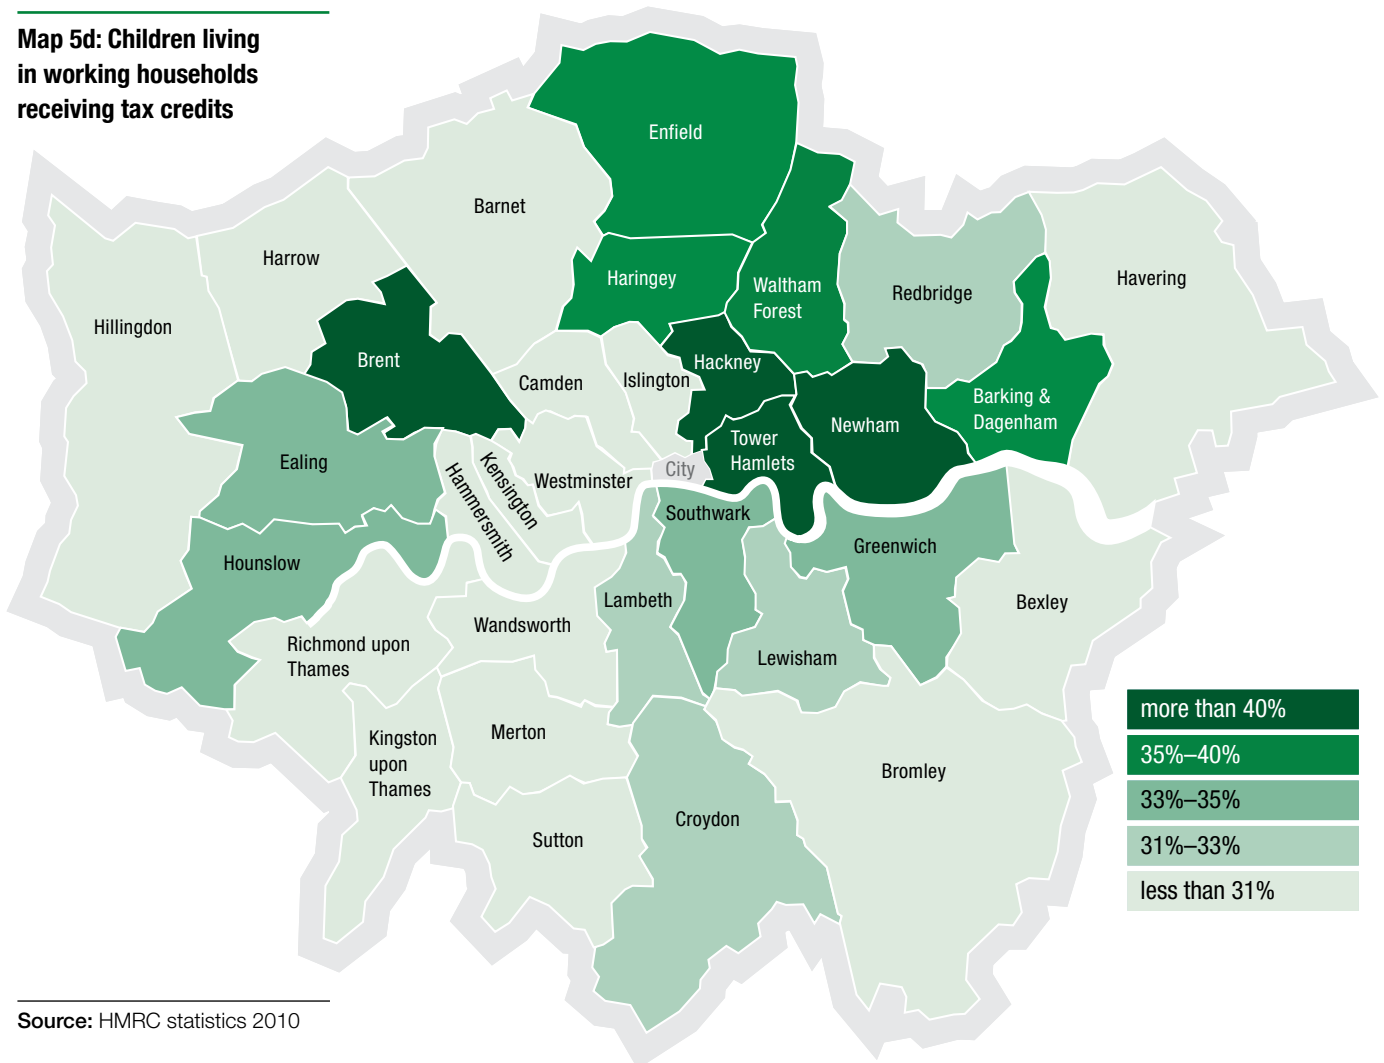 Map 5d: Children living
in working households
receiving tax credits
Enfield
Barnet
Harrow
Haringey
Waltham
Forest
Redbridge
Havering
Hillingdon
Brent
Camden
Islington
Hackney
Barking &
Dagenham
Newham
Tower
Hamlets
Ealing
Hammersmith
Kensington
Westminster
City
Southwark
Greenwich
Hounslow
Bexley
Lambeth
Wandsworth
Richmond upon
Thames
Lewisham
Kingston
upon
Thames
Merton
Bromley
Croydon
Sutton
more than 40%
35%–40%
33%–35%
31%–33%
less than 31%
Source: HMRC statistics 2010